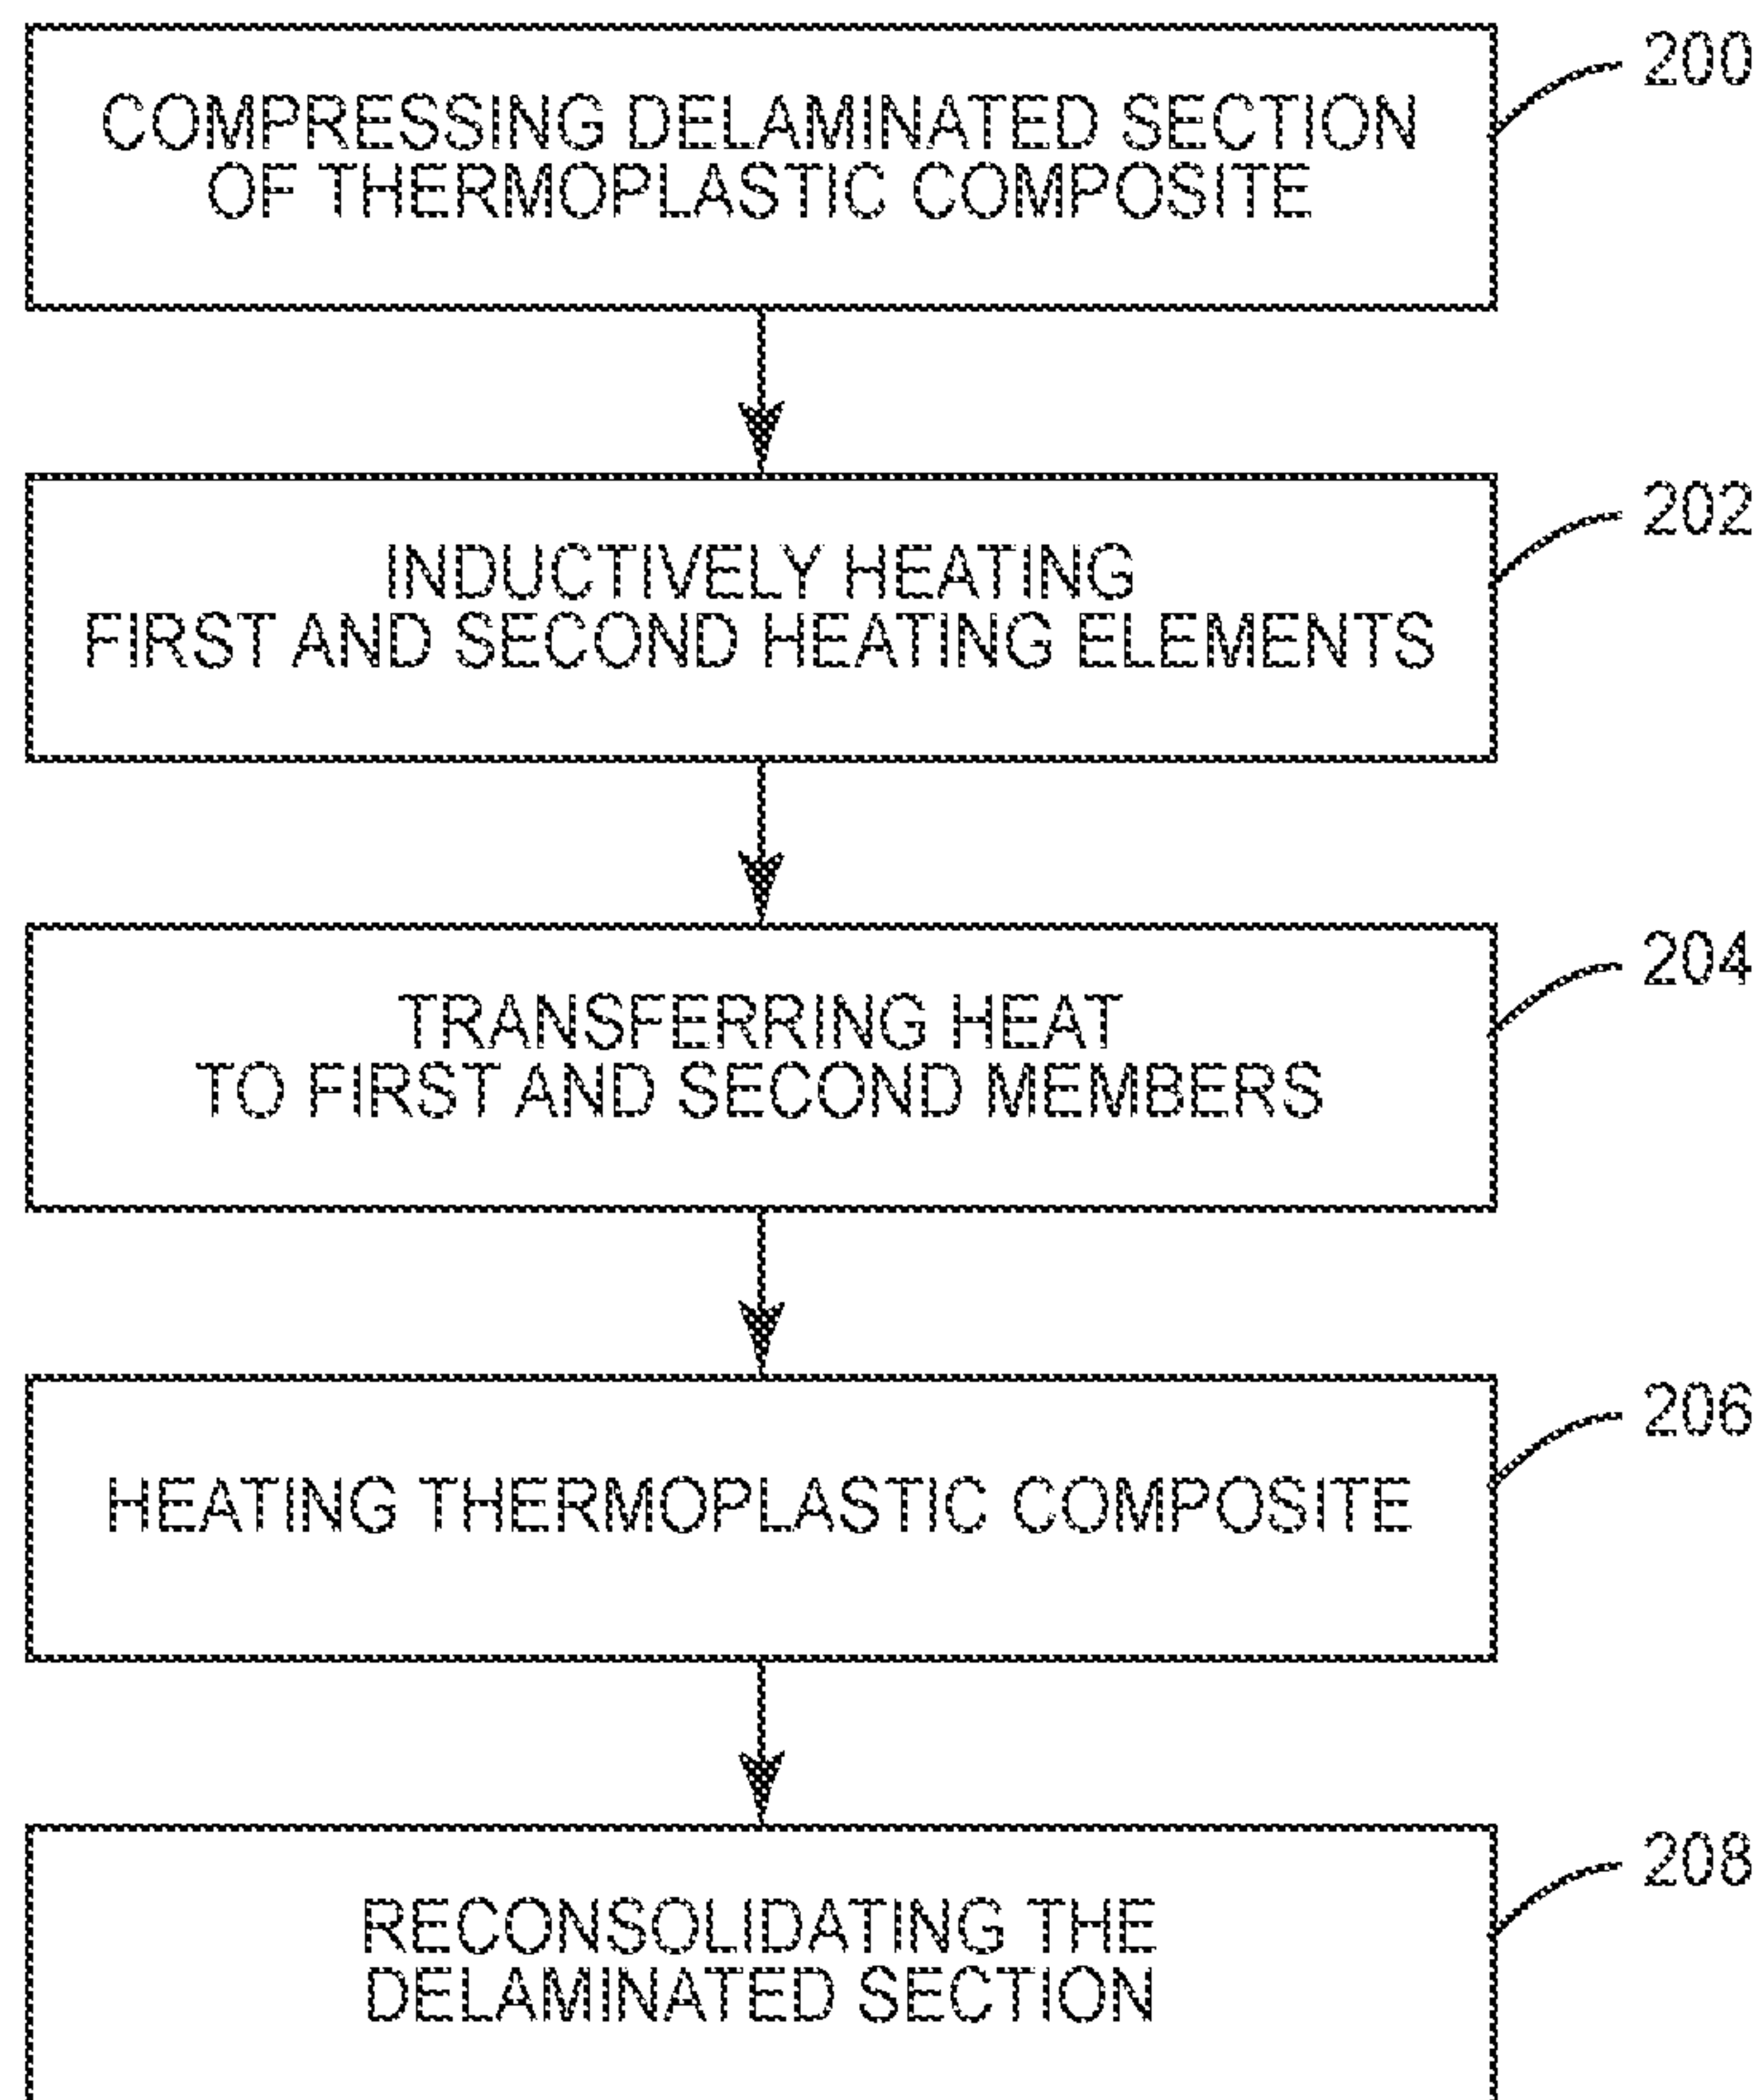 COMPRESSING DELAMINATED SECTION
OF THERMOPLASTIC COMPOSITE
200
INDUCTIVELY HEATING
FIRST AND SECOND HEATING ELEMENTS
202
TRANSFERRING HEAT
TO FIRST AND SECOND MEMBERS
204
HEATING THERMOPLASTIC COMPOSITE
206
RECONSOLIDATING THE
DELAMINATED SECTION
208